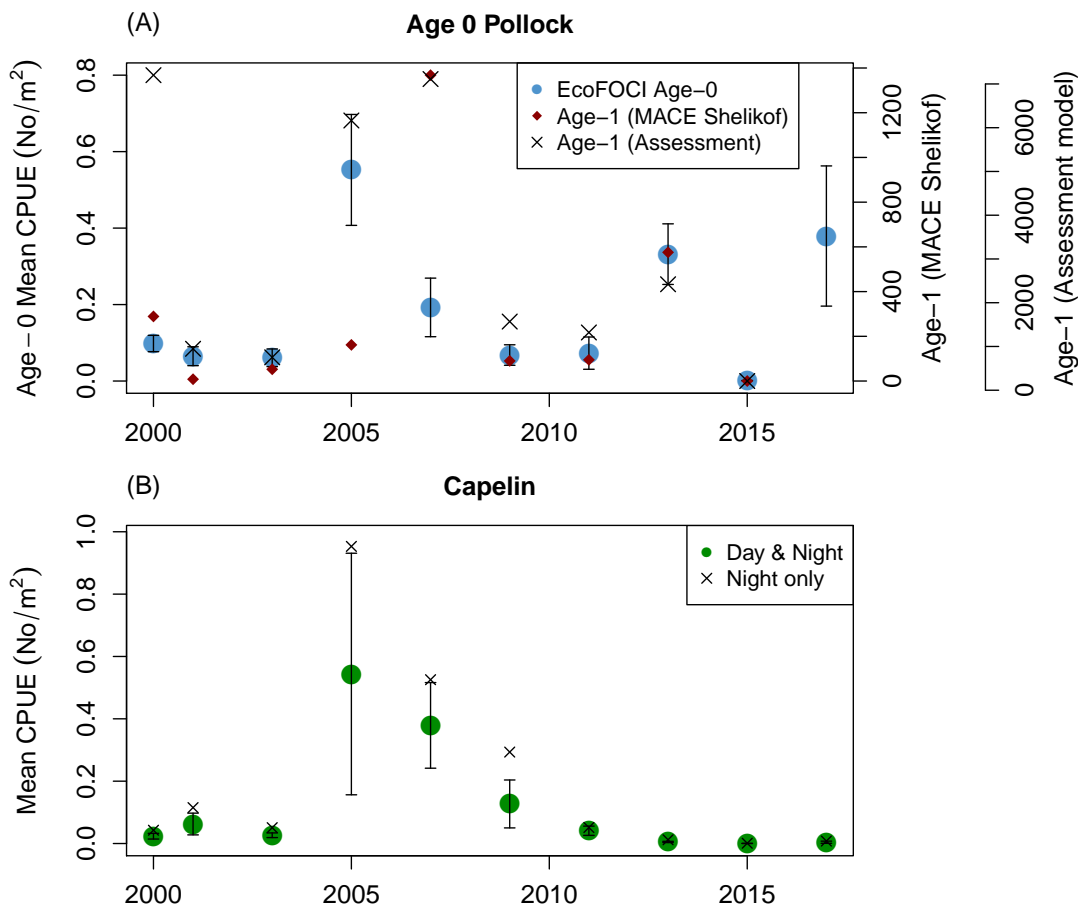 (A)
Age 0 Pollock
Age−0 Mean CPUE (No/m²)
0.0 0.2 0.4 0.6 0.8
EcoFOCI Age−0
Age−1 (MACE Shelikof)
Age−1 (Assessment)
0 400 800 1200
Age−1 (MACE Shelikof)
0 2000 4000 6000
Age−1 (Assessment model)
2000 2005 2010 2015
(B)
Capelin
Mean CPUE (No/m²)
0.0 0.2 0.4 0.6 0.8 1.0
Day & Night
Night only
2000 2005 2010 2015